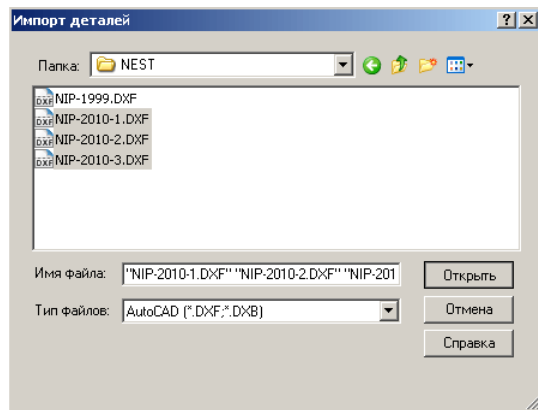 Импорт деталей
Папка: NEST
NIP-1999.DXF
NIP-2010-1.DXF
NIP-2010-2.DXF
NIP-2010-3.DXF
Имя файла: "NIP-2010-1.DXF" "NIP-2010-2.DXF" "NIP-201 Открыть
Тип файлов: AutoCAD (*.DXF;*.DXB) Отмена
Справка